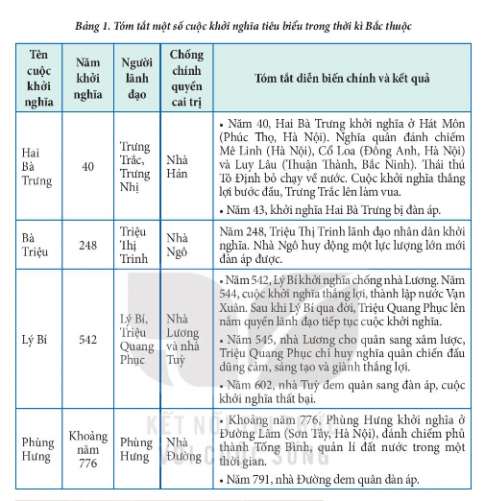 Bảng 1. Tóm tắt một số cuộc khởi nghĩa tiêu biểu trong thời kì Bắc thuộc
Tên cuộc khởi nghĩa
Năm khởi nghĩa
Người lãnh đạo
Chống chính quyền cai trị
Tóm tắt diễn biến chính và kết quả
Hai Bà Trưng
40
Trưng Trắc, Trưng Nhị
Nhà Hán
• Năm 40, Hai Bà Trưng khởi nghĩa ở Hát Môn
(Phúc Thọ, Hà Nội). Nghĩa quân đánh chiếm
Mê Linh (Hà Nội), Cổ Loa (Đông Anh, Hà Nội)
và Luy Lâu (Thuận Thành, Bắc Ninh). Thái thú
Tô Định bỏ chạy về nước. Cuộc khởi nghĩa thắng
lợi bước đầu, Trưng Trắc lên làm vua.
• Năm 43, khởi nghĩa Hai Bà Trưng bị đàn áp.
Bà Triệu
248
Triệu Thị Trinh
Nhà Ngô
Năm 248, Triệu Thị Trinh lãnh đạo nhân dân khởi
nghĩa. Nhà Ngô huy động một lực lượng lớn mới
đàn áp được.
Lý Bí
542
Lý Bí, Triệu Quang Phục
Nhà Lương và nhà Tuỳ
• Năm 542, Lý Bí khởi nghĩa chống nhà Lương. Năm
544, cuộc khởi nghĩa thắng lợi, thành lập nước Vạn
Xuân. Sau khi Lý Bí qua đời, Triệu Quang Phục lên
nắm quyền lãnh đạo tiếp tục cuộc khởi nghĩa.
• Năm 545, nhà Lương cho quân sang xâm lược,
Triệu Quang Phục chỉ huy nghĩa quân chiến đấu
dũng cảm, sáng tạo và giành thắng lợi.
• Năm 602, nhà Tuỳ đem quân sang đàn áp, cuộc
khởi nghĩa thất bại.
Phùng Hưng
Khoảng năm 776
Phùng Hưng
Nhà Đường
• Khoảng năm 776, Phùng Hưng khởi nghĩa ở
Đường Lâm (Sơn Tây, Hà Nội), đánh chiếm phủ
thành Tống Bình, quản lí đất nước trong một
thời gian.
• Năm 791, nhà Đường đem quân đàn áp.